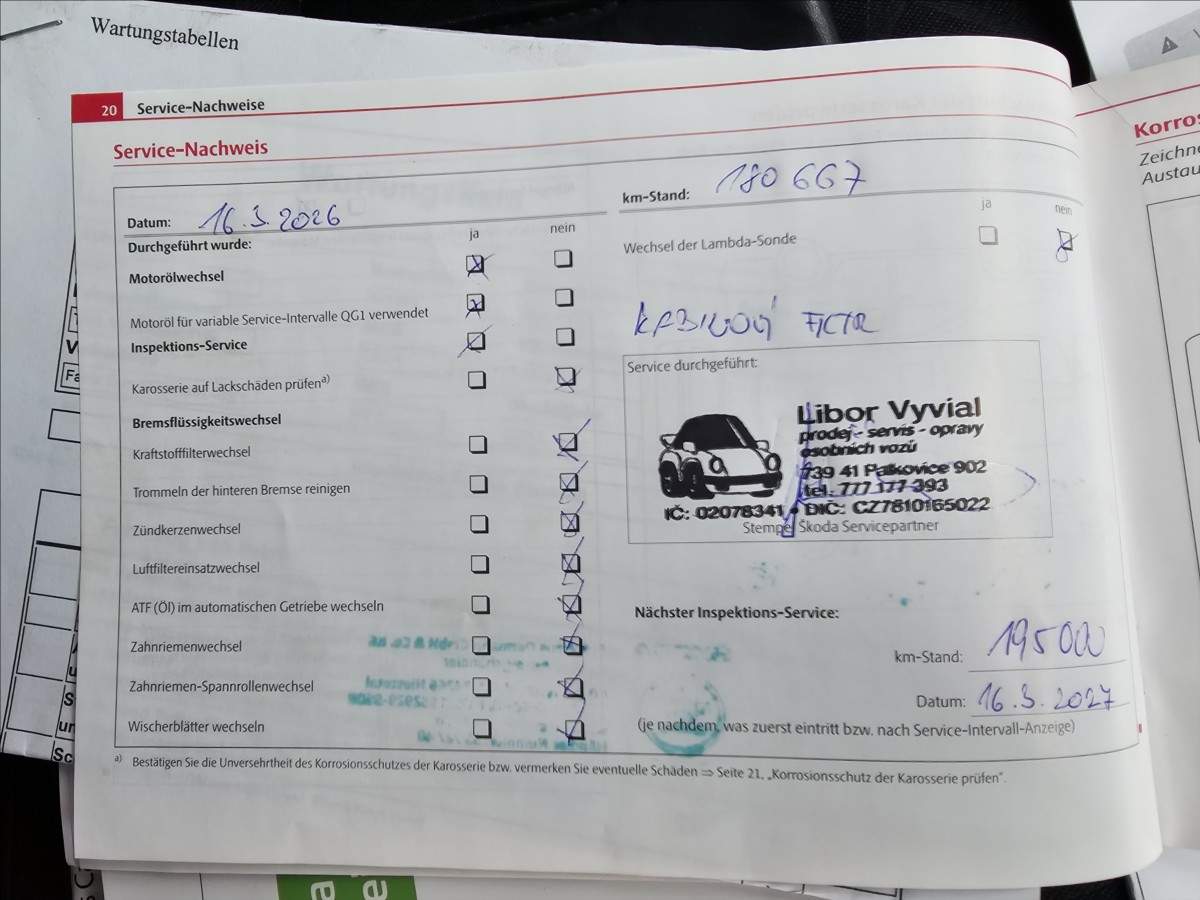 Wartungstabellen
20 Service-Nachweise
Service-Nachweis
Datum: 16.3.2026
km-Stand: 180 667
Durchgeführt wurde: ja nein
ja nein
Motorölwechsel
Wechsel der Lambda-Sonde
Motoröl für variable Service-Intervalle QG1 verwendet
Inspektions-Service
Karosserie auf Lackschäden prüfen a)
Bremsflüssigkeitswechsel
Kraftstofffilterwechsel
Trommeln der hinteren Bremse reinigen
Zündkerzenwechsel
Luftfiltereinsatzwechsel
ATF (Öl) im automatischen Getriebe wechseln
Zahnriemenwechsel
Zahnriemen-Spannrollenwechsel
Wischerblätter wechseln
KABINOVÝ FILTR
Service durchgeführt:
Libor Vyvial
prodej - servis - opravy
osobních vozů
739 41 Palkovice 902
tel. 777 177 393
IČ: 02078341 • DIČ: CZ7810165022
Stempel Škoda Servicepartner
Nächster Inspektions-Service:
km-Stand: 195 000
Datum: 16.3.2027
(je nachdem, was zuerst eintritt bzw. nach Service-Intervall-Anzeige)
a) Bestätigen Sie die Unversehrtheit des Korrosionsschutzes der Karosserie bzw. vermerken Sie eventuelle Schäden ⇒ Seite 21, „Korrosionsschutz der Karosserie prüfen“.
Korros
Zeichne
Austau